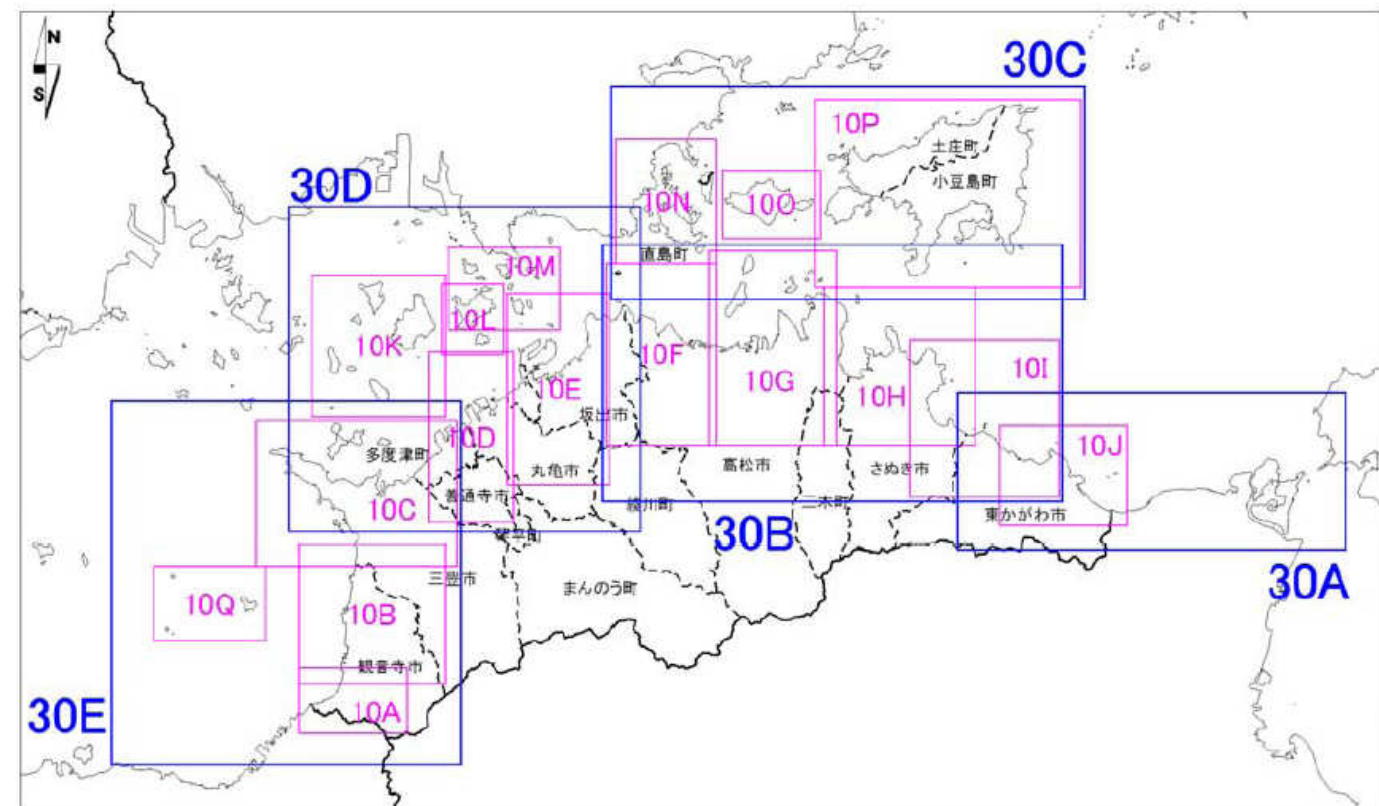 N
S
30C
10P
土庄町
小豆島町
30D
10N
10O
直島町
10M
10L
10K
10F
10G
10H
10I
10E
坂出市
10D
10J
多度津町
丸亀市
高松市
さぬき市
善通寺市
10C
綾川町
三木町
東かがわ市
琴平町
30B
三豊市
まんのう町
30A
10Q
10B
観音寺市
30E
10A